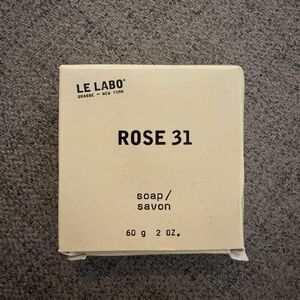 LE LABO®
GRASSE — NEW YORK
ROSE 31
soap/
savon
60 g 2 OZ.